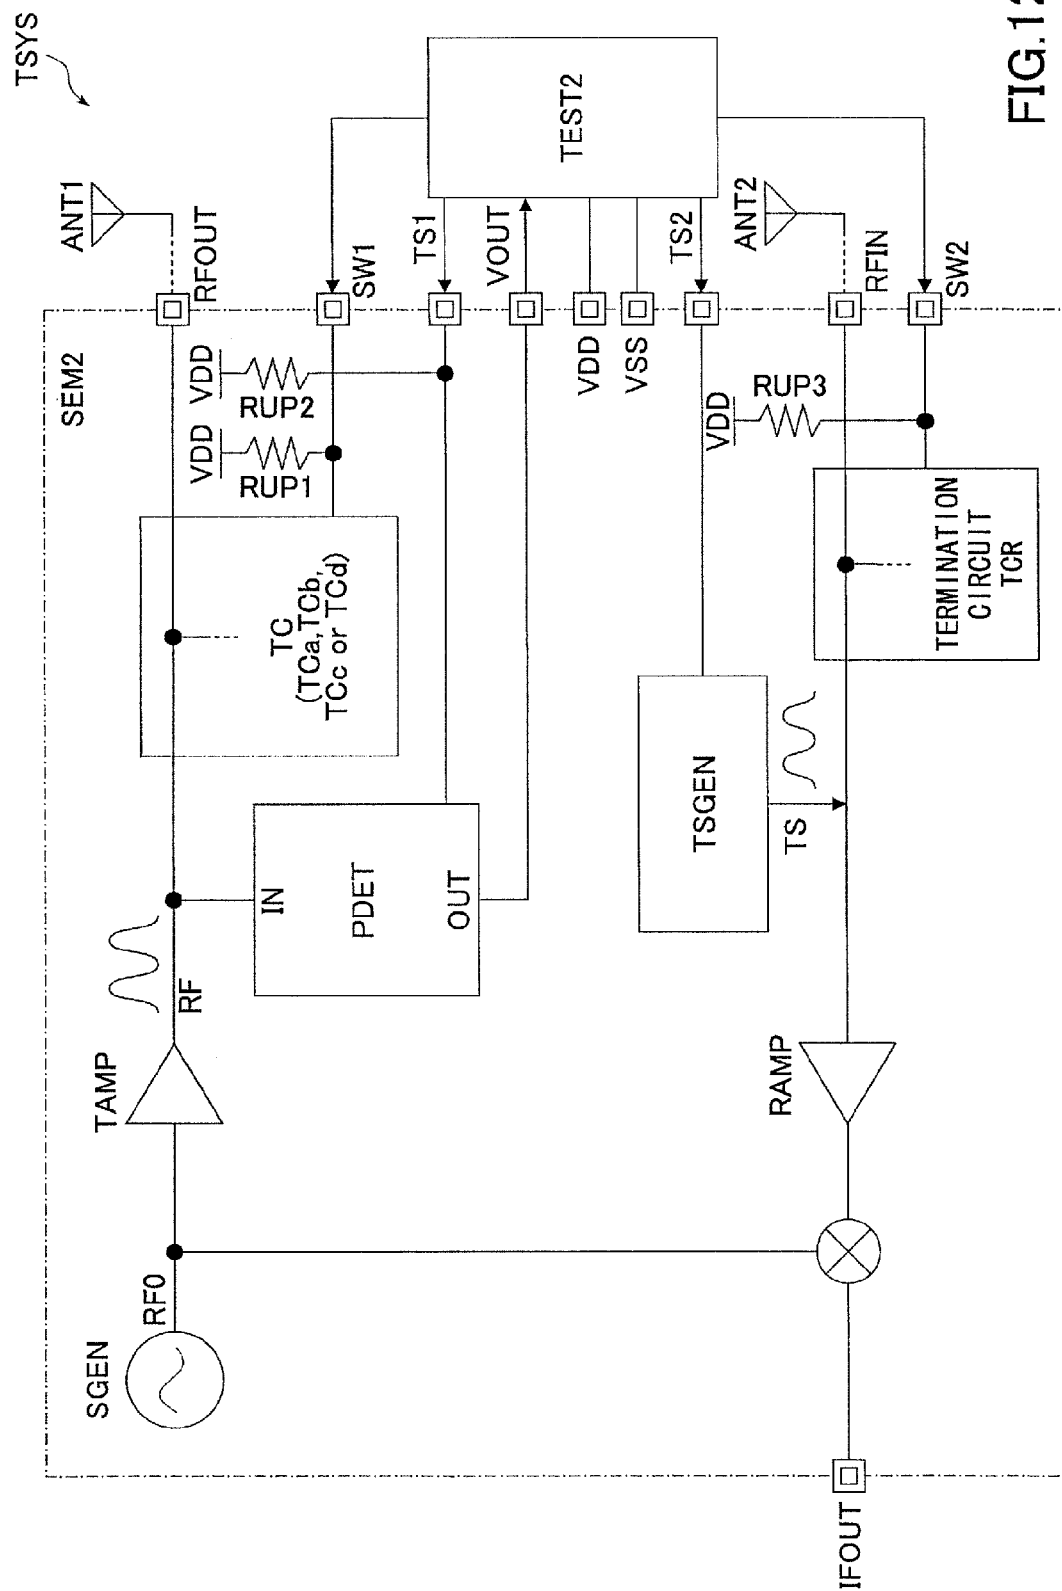 TSYS
ANT1
RFOUT
SEM2
SGEN
RF0
TAMP
RF
TC
(TCa,TCb,
TCc or TCd)
VDD
RUP1
VDD
RUP2
SW1
TS1
VOUT
TEST2
IN
PDET
OUT
VDD
VSS
TS2
ANT2
TSGEN
TS
VDD
RUP3
RFIN
SW2
TERMINATION
CIRCUIT
TCR
RAMP
IFOUT
FIG.12